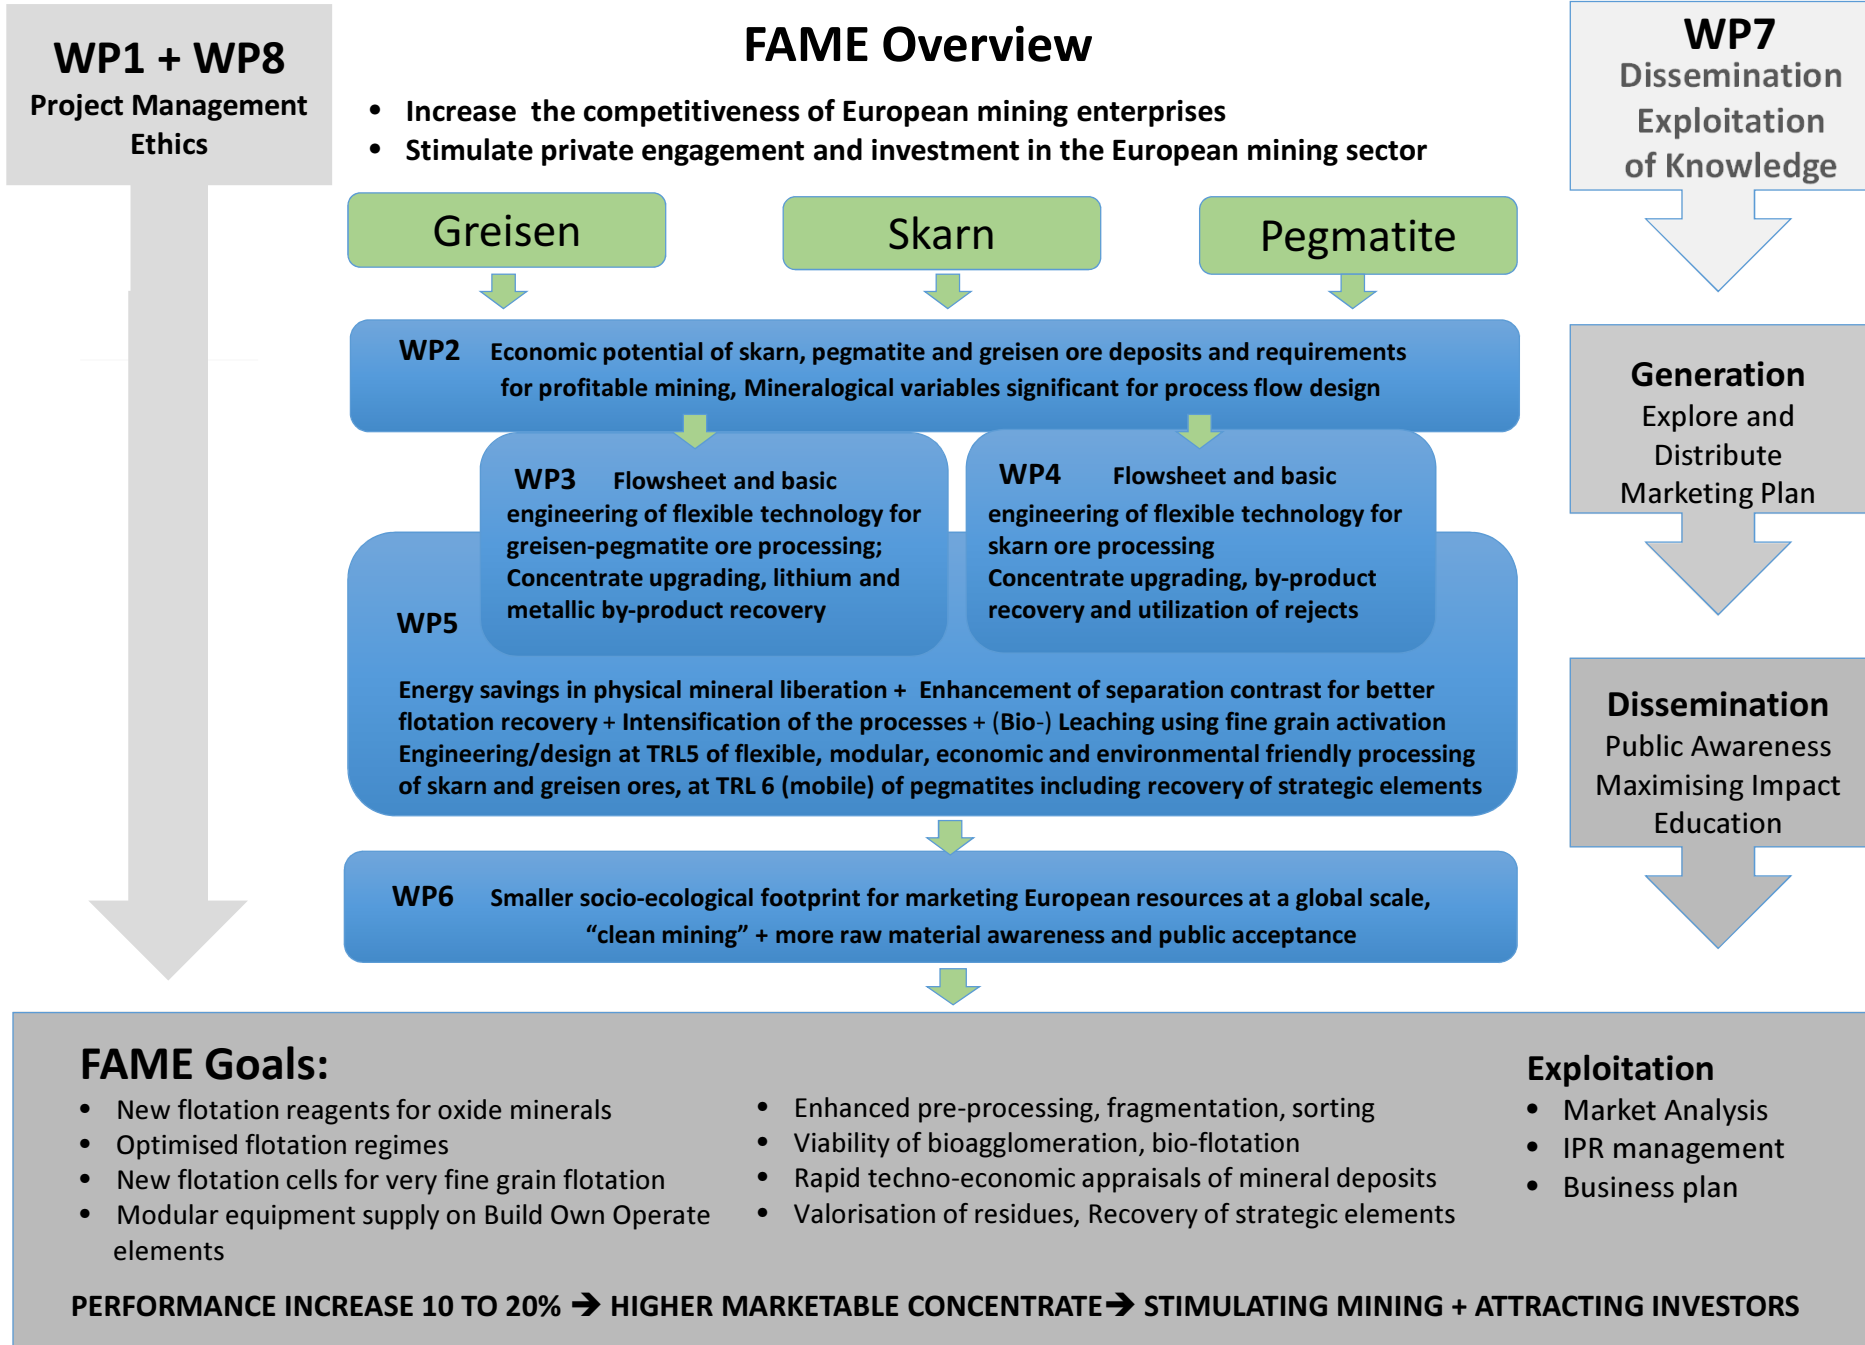 WP1 + WP8
Project Management
Ethics
FAME Overview
• Increase the competitiveness of European mining enterprises
• Stimulate private engagement and investment in the European mining sector
WP7
Dissemination
Exploitation
of Knowledge
Greisen
Skarn
Pegmatite
WP2 Economic potential of skarn, pegmatite and greisen ore deposits and requirements
for profitable mining, Mineralogical variables significant for process flow design
WP3 Flowsheet and basic
engineering of flexible technology for
greisen-pegmatite ore processing;
Concentrate upgrading, lithium and
metallic by-product recovery
WP4 Flowsheet and basic
engineering of flexible technology for
skarn ore processing
Concentrate upgrading, by-product
recovery and utilization of rejects
WP5
Energy savings in physical mineral liberation + Enhancement of separation contrast for better
flotation recovery + Intensification of the processes + (Bio-) Leaching using fine grain activation
Engineering/design at TRL5 of flexible, modular, economic and environmental friendly processing
of skarn and greisen ores, at TRL 6 (mobile) of pegmatites including recovery of strategic elements
WP6 Smaller socio-ecological footprint for marketing European resources at a global scale,
“clean mining” + more raw material awareness and public acceptance
Generation
Explore and
Distribute
Marketing Plan
Dissemination
Public Awareness
Maximising Impact
Education
FAME Goals:
• New flotation reagents for oxide minerals
• Optimised flotation regimes
• New flotation cells for very fine grain flotation
• Modular equipment supply on Build Own Operate
elements
• Enhanced pre-processing, fragmentation, sorting
• Viability of bioagglomeration, bio-flotation
• Rapid techno-economic appraisals of mineral deposits
• Valorisation of residues, Recovery of strategic elements
Exploitation
• Market Analysis
• IPR management
• Business plan
PERFORMANCE INCREASE 10 TO 20% ➔ HIGHER MARKETABLE CONCENTRATE➔ STIMULATING MINING + ATTRACTING INVESTORS